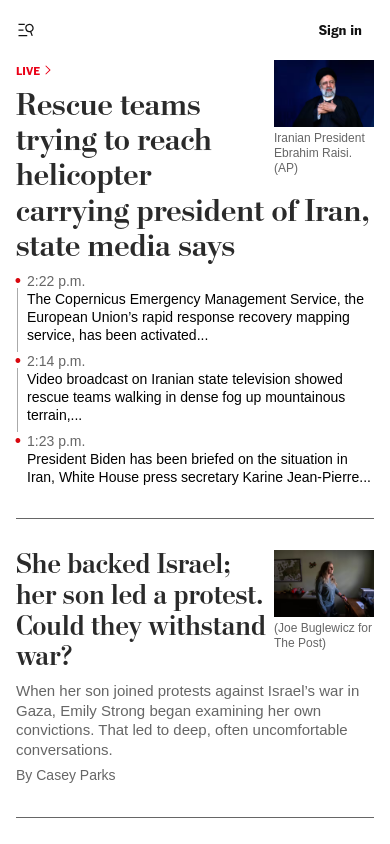 Sign in
LIVE
Rescue teams
trying to reach
helicopter
carrying president of Iran,
state media says
Iranian President
Ebrahim Raisi.
(AP)
2:22 p.m.
The Copernicus Emergency Management Service, the
European Union’s rapid response recovery mapping
service, has been activated...
2:14 p.m.
Video broadcast on Iranian state television showed
rescue teams walking in dense fog up mountainous
terrain,...
1:23 p.m.
President Biden has been briefed on the situation in
Iran, White House press secretary Karine Jean-Pierre...
She backed Israel;
her son led a protest.
Could they withstand
war?
(Joe Buglewicz for
The Post)
When her son joined protests against Israel’s war in
Gaza, Emily Strong began examining her own
convictions. That led to deep, often uncomfortable
conversations.
By Casey Parks